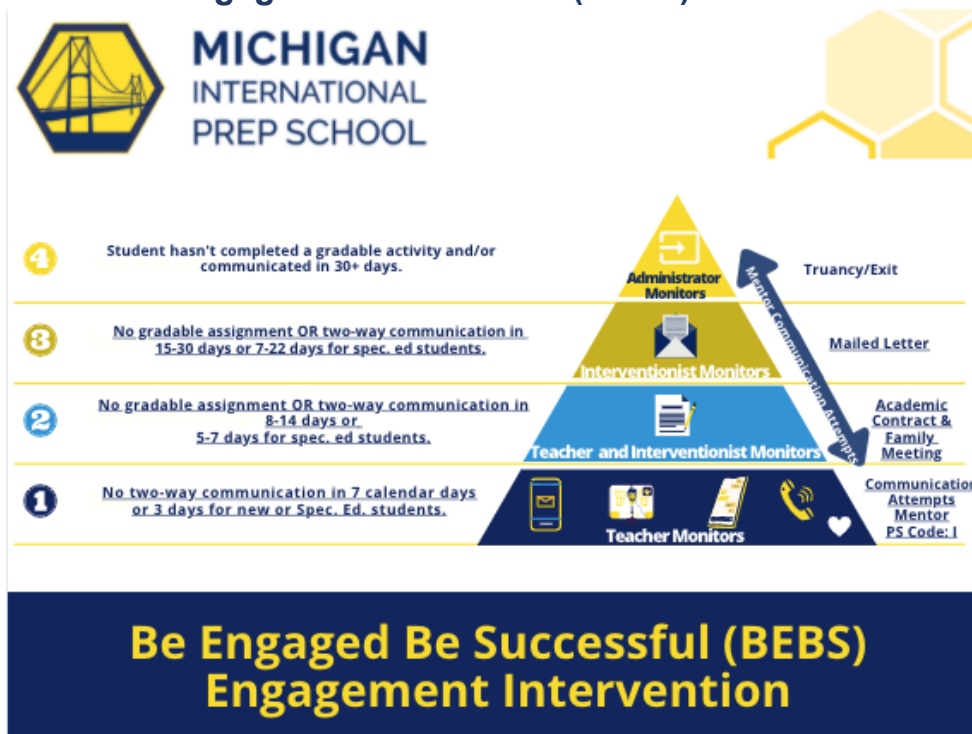 MICHIGAN
INTERNATIONAL
PREP SCHOOL
4
Student hasn't completed a gradable activity and/or
communicated in 30+ days.
Administrator
Monitors
Truancy/Exit
3
No gradable assignment OR two-way communication in
15-30 days or 7-22 days for spec. ed students.
Interventionist Monitors
Mailed Letter
2
No gradable assignment OR two-way communication in
8-14 days or
5-7 days for spec. ed students.
Teacher and Interventionist Monitors
Academic
Contract &
Family
Meeting
Mentor Communication Attempts
1
No two-way communication in 7 calendar days
or 3 days for new or Spec. Ed. students.
Teacher Monitors
Communication
Attempts
Mentor
PS Code: I
Be Engaged Be Successful (BEBS)
Engagement Intervention